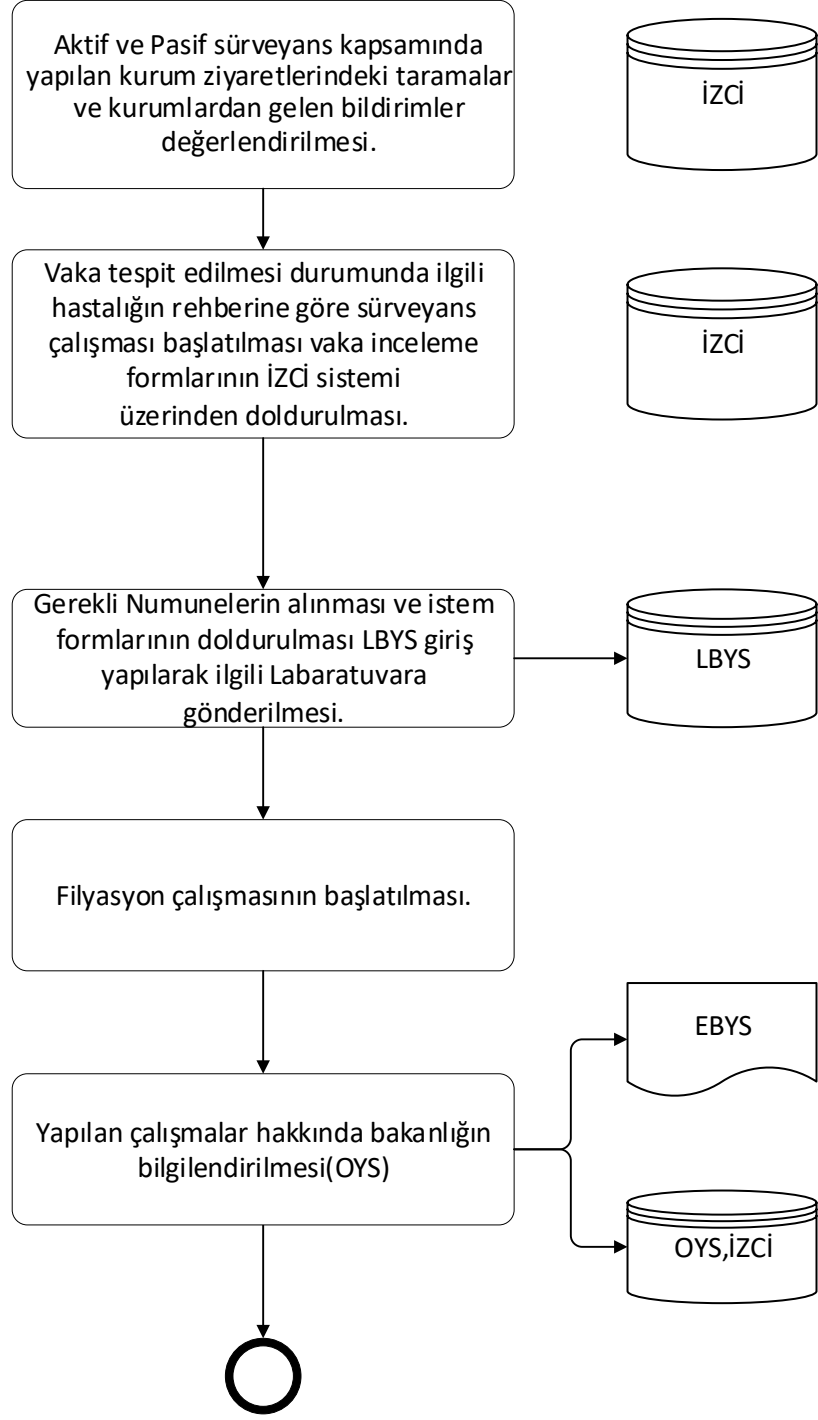 Aktif ve Pasif sürveyans kapsamında
yapılan kurum ziyaretlerindeki taramalar
ve kurumlardan gelen bildirimler
değerlendirilmesi.
İZCİ
Vaka tespit edilmesi durumunda ilgili
hastalığın rehberine göre sürveyans
çalışması başlatılması vaka inceleme
formlarının İZCİ sistemi
üzerinden doldurulması.
İZCİ
Gerekli Numunelerin alınması ve istem
formlarının doldurulması LBYS giriş
yapılarak ilgili Labaratuvara
gönderilmesi.
LBYS
Filyasyon çalışmasının başlatılması.
EBYS
Yapılan çalışmalar hakkında bakanlığın
bilgilendirilmesi(OYS)
OYS,İZCİ